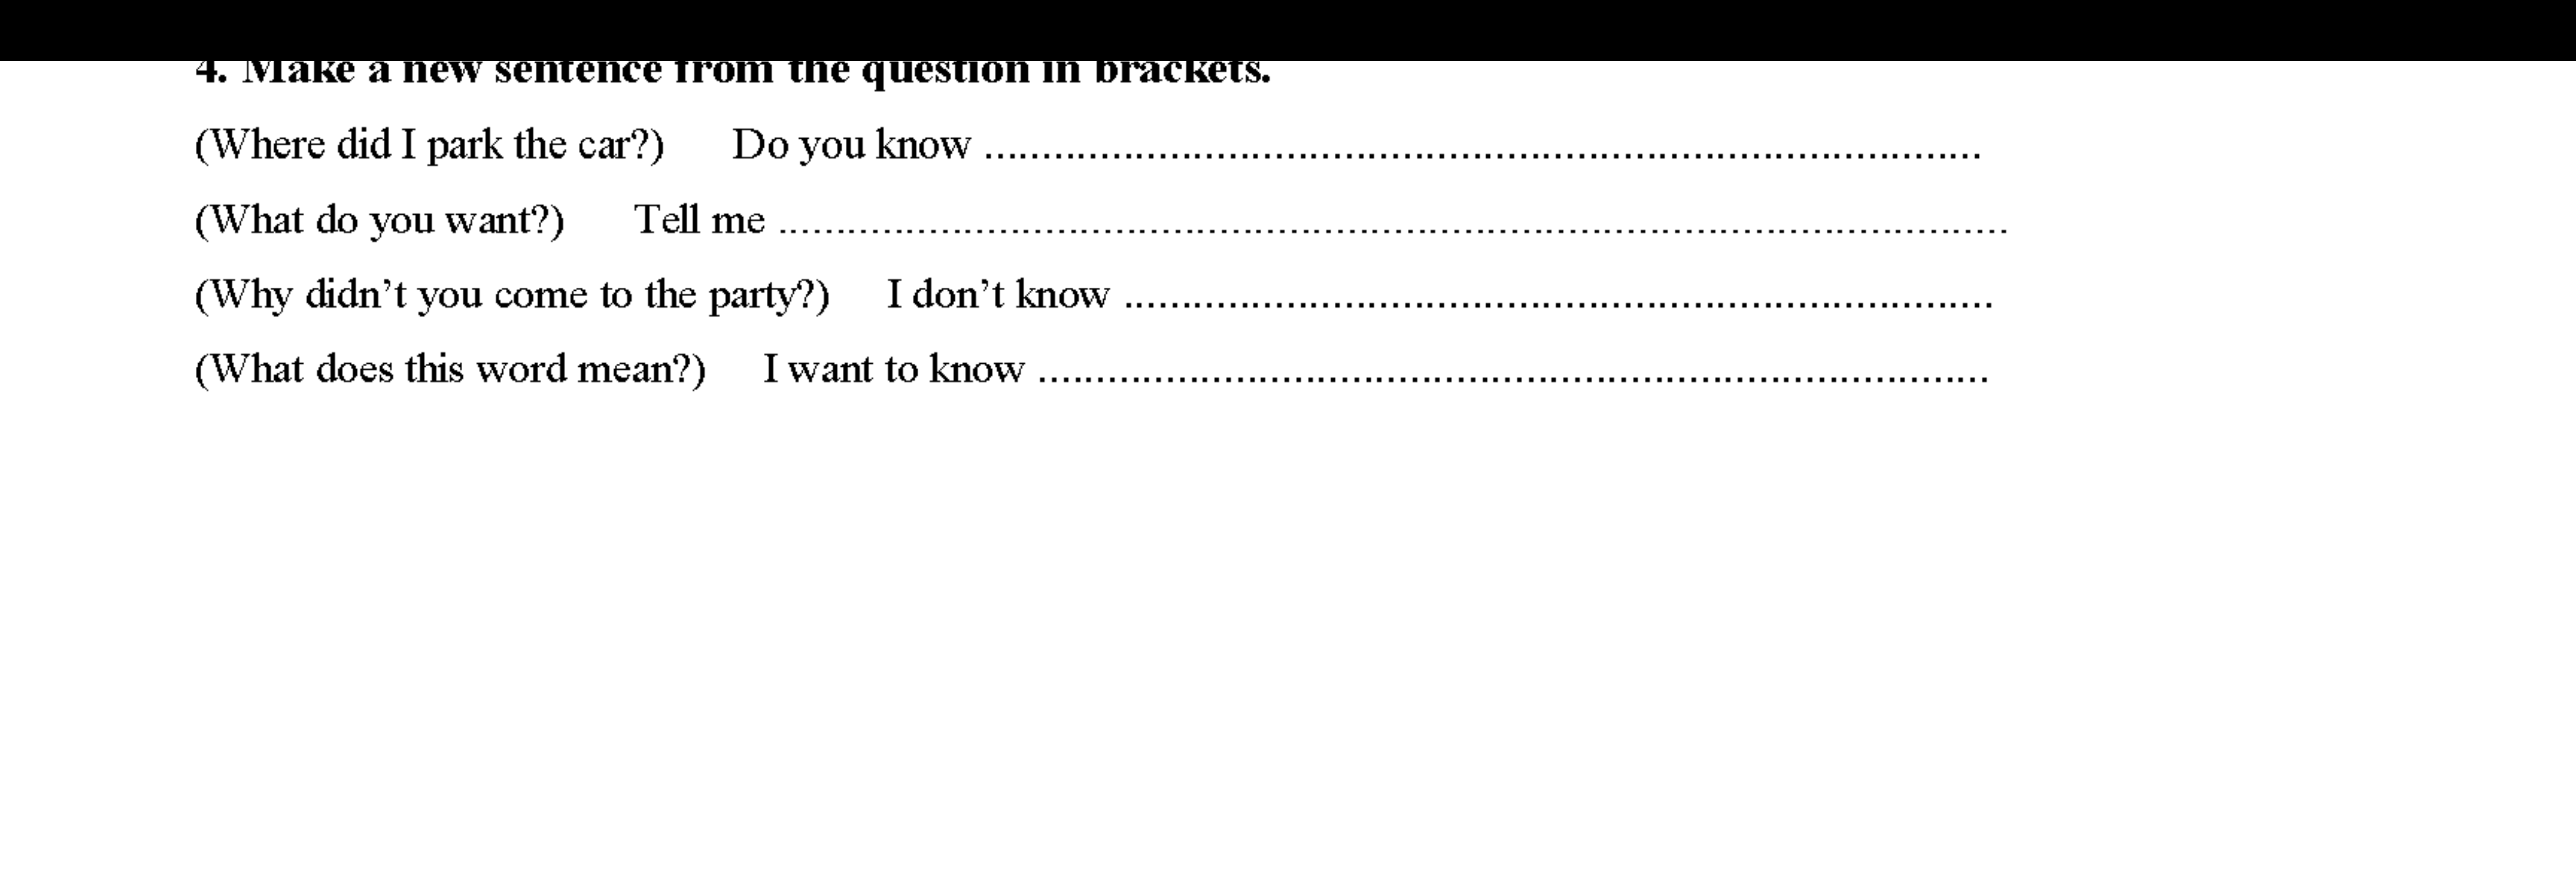 4. Make a new sentence from the question in brackets.
(Where did I park the car?) Do you know ......................................................................................
(What do you want?) Tell me ..........................................................................................................
(Why didn’t you come to the party?) I don’t know ...........................................................................
(What does this word mean?) I want to know ..................................................................................